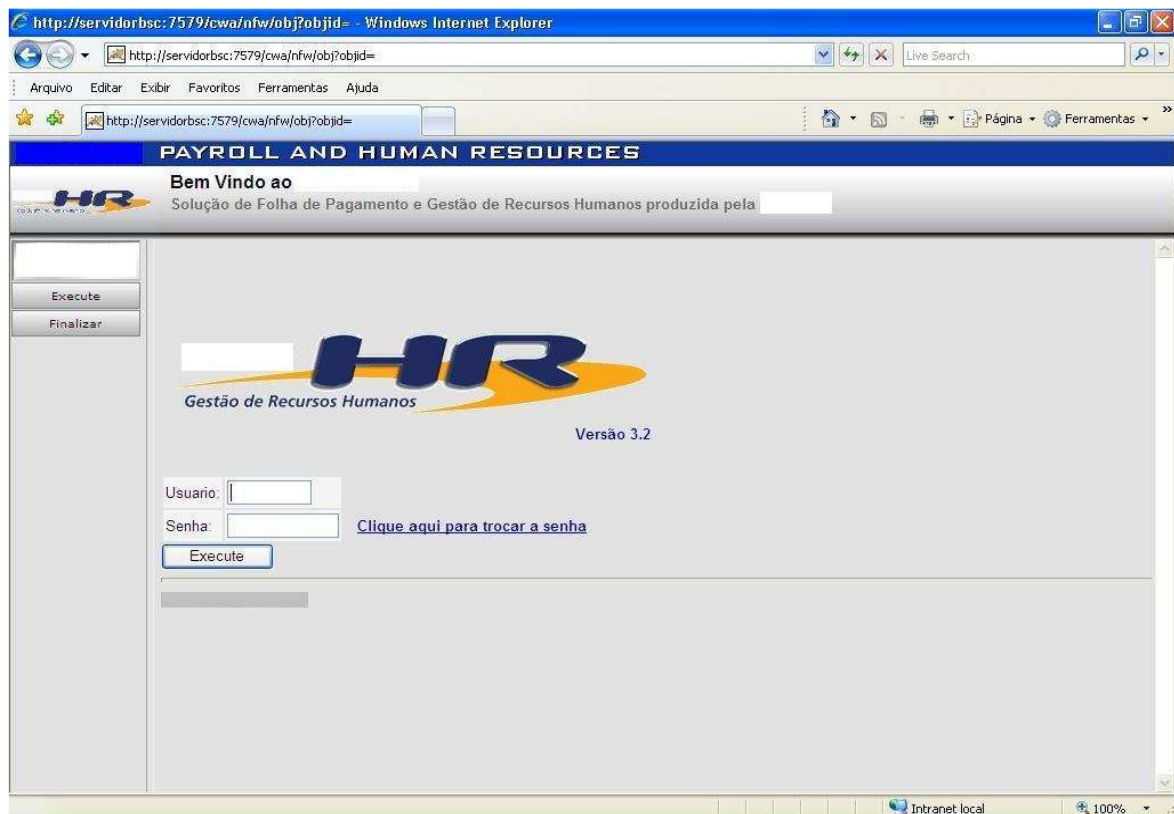 http://servidorbsc:7579/cwa/nfw/obj?objid= - Windows Internet Explorer
http://servidorbsc:7579/cwa/nfw/obj?objid=
Live Search
Arquivo Editar Exibir Favoritos Ferramentas Ajuda
http://servidorbsc:7579/cwa/nfw/obj?objid=
Página Ferramentas »
PAYROLL AND HUMAN RESOURCES
HR
Bem Vindo ao
Solução de Folha de Pagamento e Gestão de Recursos Humanos produzida pela
Execute
Finalizar
HR
Gestão de Recursos Humanos
Versão 3.2
Usuario:
Senha: Clique aqui para trocar a senha
Execute
Intranet local 100%